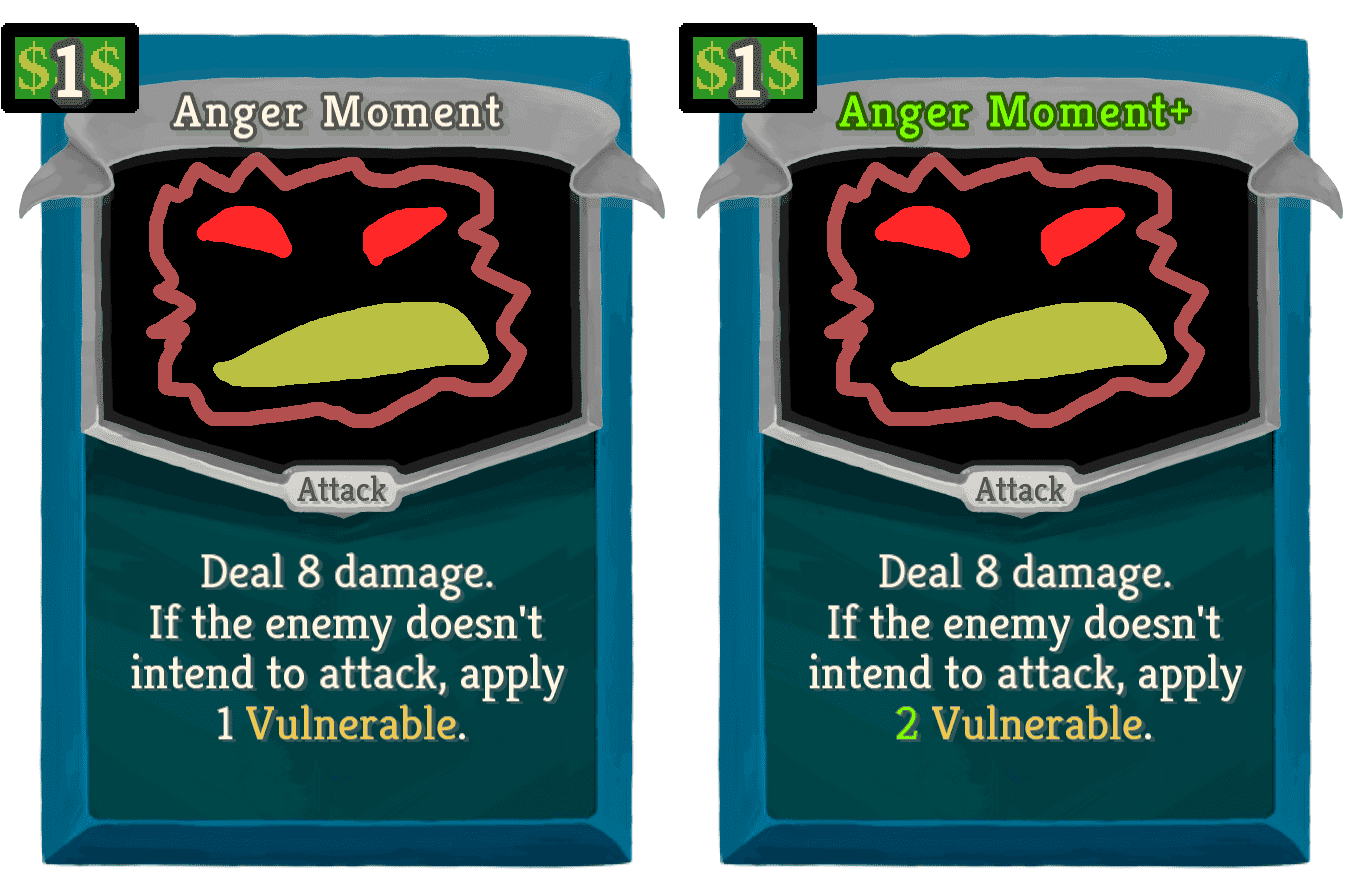 $1$
Anger Moment
Attack
Deal 8 damage.
If the enemy doesn't
intend to attack, apply
1 Vulnerable.
$1$
Anger Moment+
Attack
Deal 8 damage.
If the enemy doesn't
intend to attack, apply
2 Vulnerable.